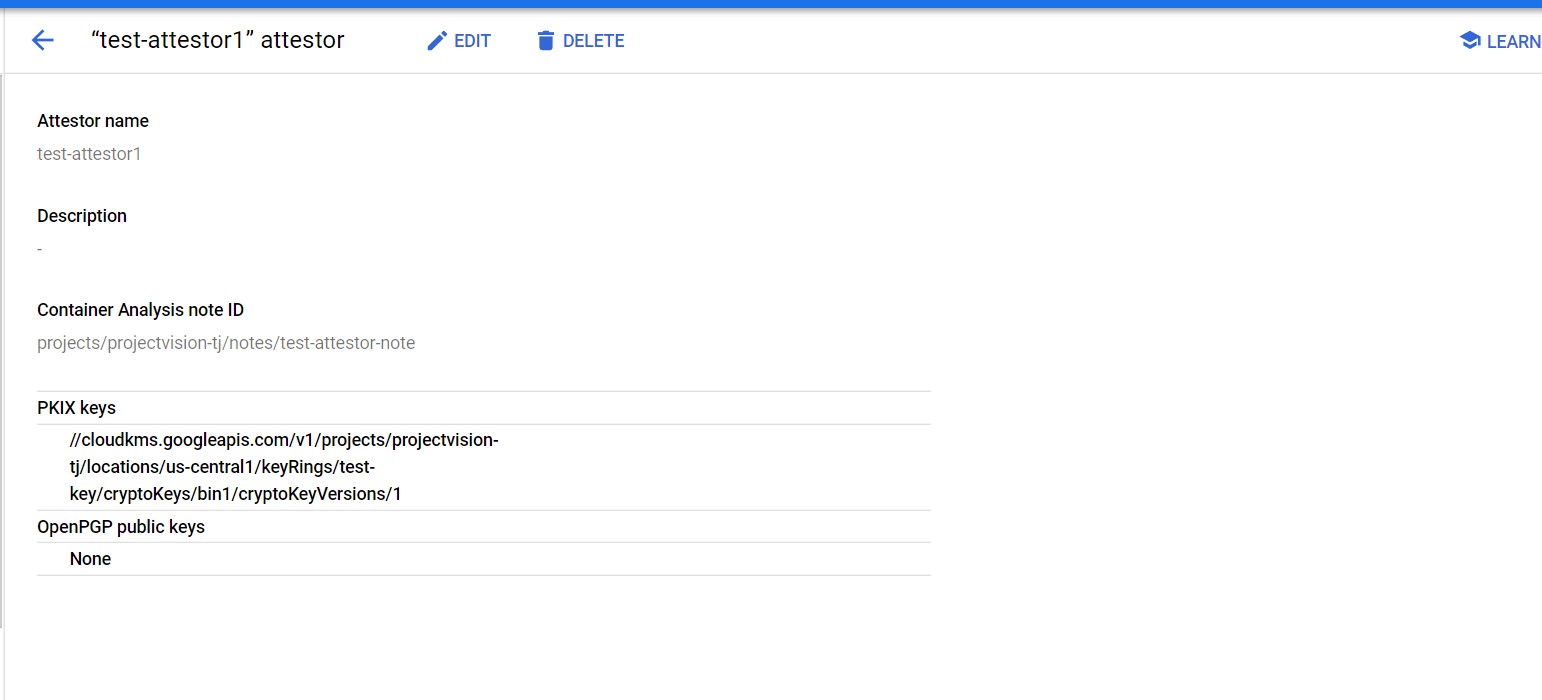 “test-attestor1” attestor EDIT DELETE LEARN
Attestor name
test-attestor1
Description
-
Container Analysis note ID
projects/projectvision-tj/notes/test-attestor-note
PKIX keys
//cloudkms.googleapis.com/v1/projects/projectvision-
tj/locations/us-central1/keyRings/test-
key/cryptoKeys/bin1/cryptoKeyVersions/1
OpenPGP public keys
None